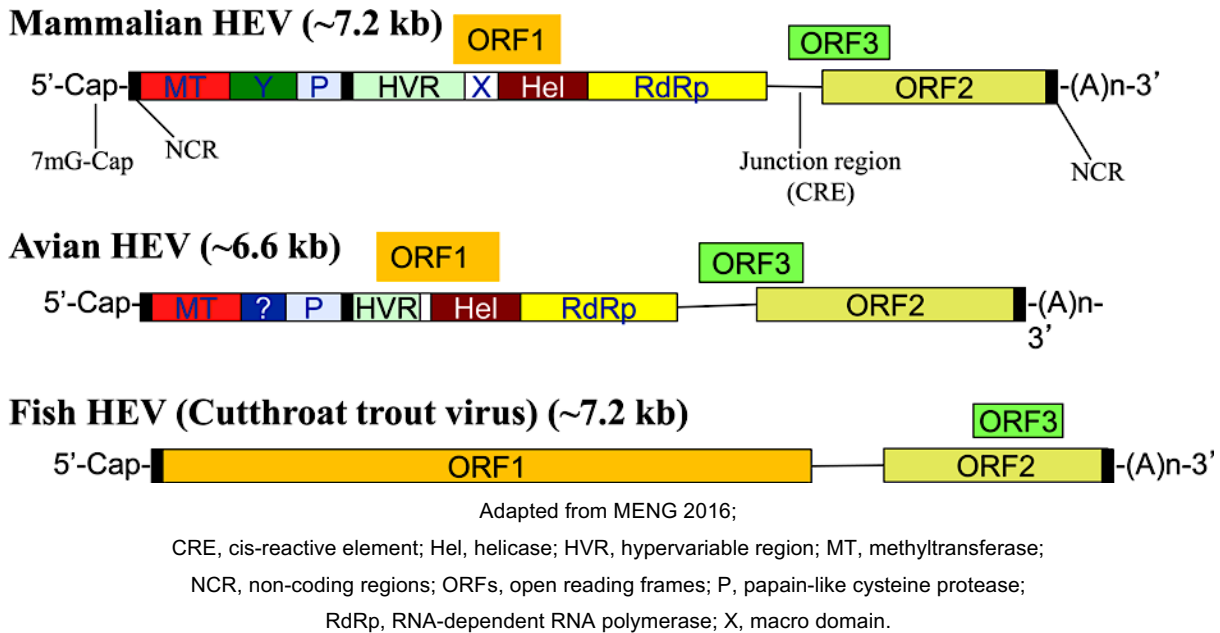 Mammalian HEV (~7.2 kb)
ORF1
ORF3
5'-Cap-
MT
Y
P
HVR
X
Hel
RdRp
ORF2
-(A)n-3'
7mG-Cap
NCR
Junction region
(CRE)
NCR
Avian HEV (~6.6 kb)
ORF1
ORF3
5'-Cap-
MT
?
P
HVR
Hel
RdRp
ORF2
-(A)n-
3'
Fish HEV (Cutthroat trout virus) (~7.2 kb)
ORF3
5'-Cap-
ORF1
ORF2
-(A)n-3'
Adapted from MENG 2016;
CRE, cis-reactive element; Hel, helicase; HVR, hypervariable region; MT, methyltransferase;
NCR, non-coding regions; ORFs, open reading frames; P, papain-like cysteine protease;
RdRp, RNA-dependent RNA polymerase; X, macro domain.